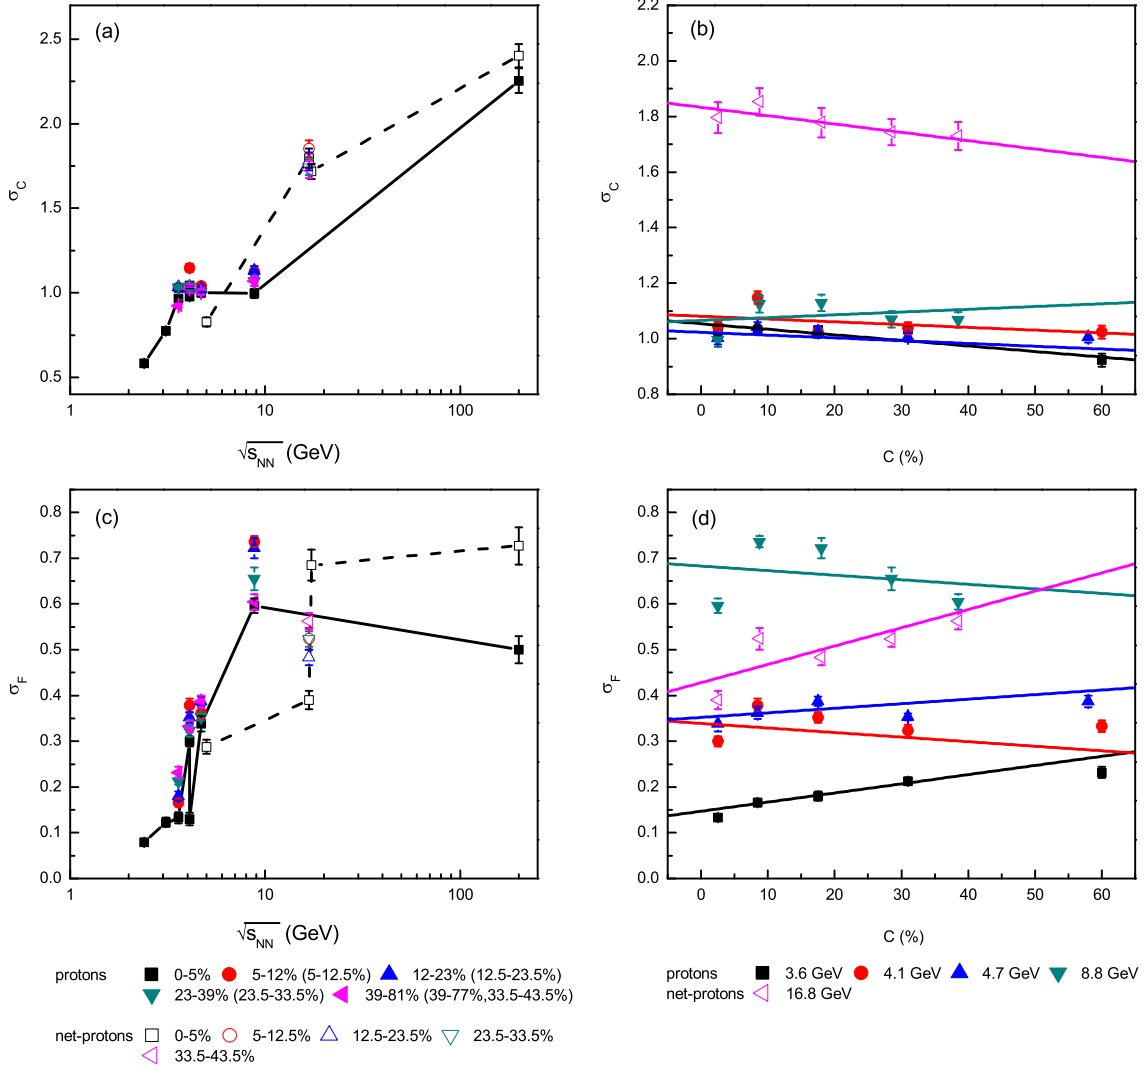 (a)
2.5
2.0
1.5
1.0
0.5
σC
1 10 100
√sNN (GeV)
(b)
2.2
2.0
1.8
1.6
1.4
1.2
1.0
0.8
σC
0 10 20 30 40 50 60
C (%)
(c)
0.8
0.7
0.6
0.5
0.4
0.3
0.2
0.1
0.0
σF
1 10 100
√sNN (GeV)
(d)
0.8
0.7
0.6
0.5
0.4
0.3
0.2
0.1
0.0
σF
0 10 20 30 40 50 60
C (%)
protons 0-5% 5-12% (5-12.5%) 12-23% (12.5-23.5%)
23-39% (23.5-33.5%) 39-81% (39-77%,33.5-43.5%)
net-protons 0-5% 5-12.5% 12.5-23.5% 23.5-33.5%
33.5-43.5%
protons 3.6 GeV 4.1 GeV 4.7 GeV 8.8 GeV
net-protons 16.8 GeV